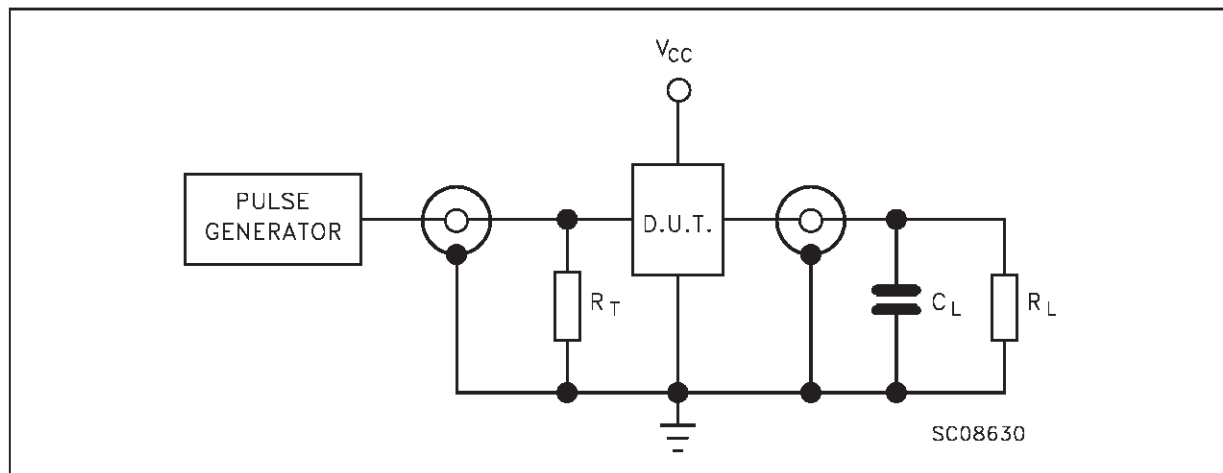 VCC
PULSE
GENERATOR
D.U.T.
RT
CL
RL
SC08630